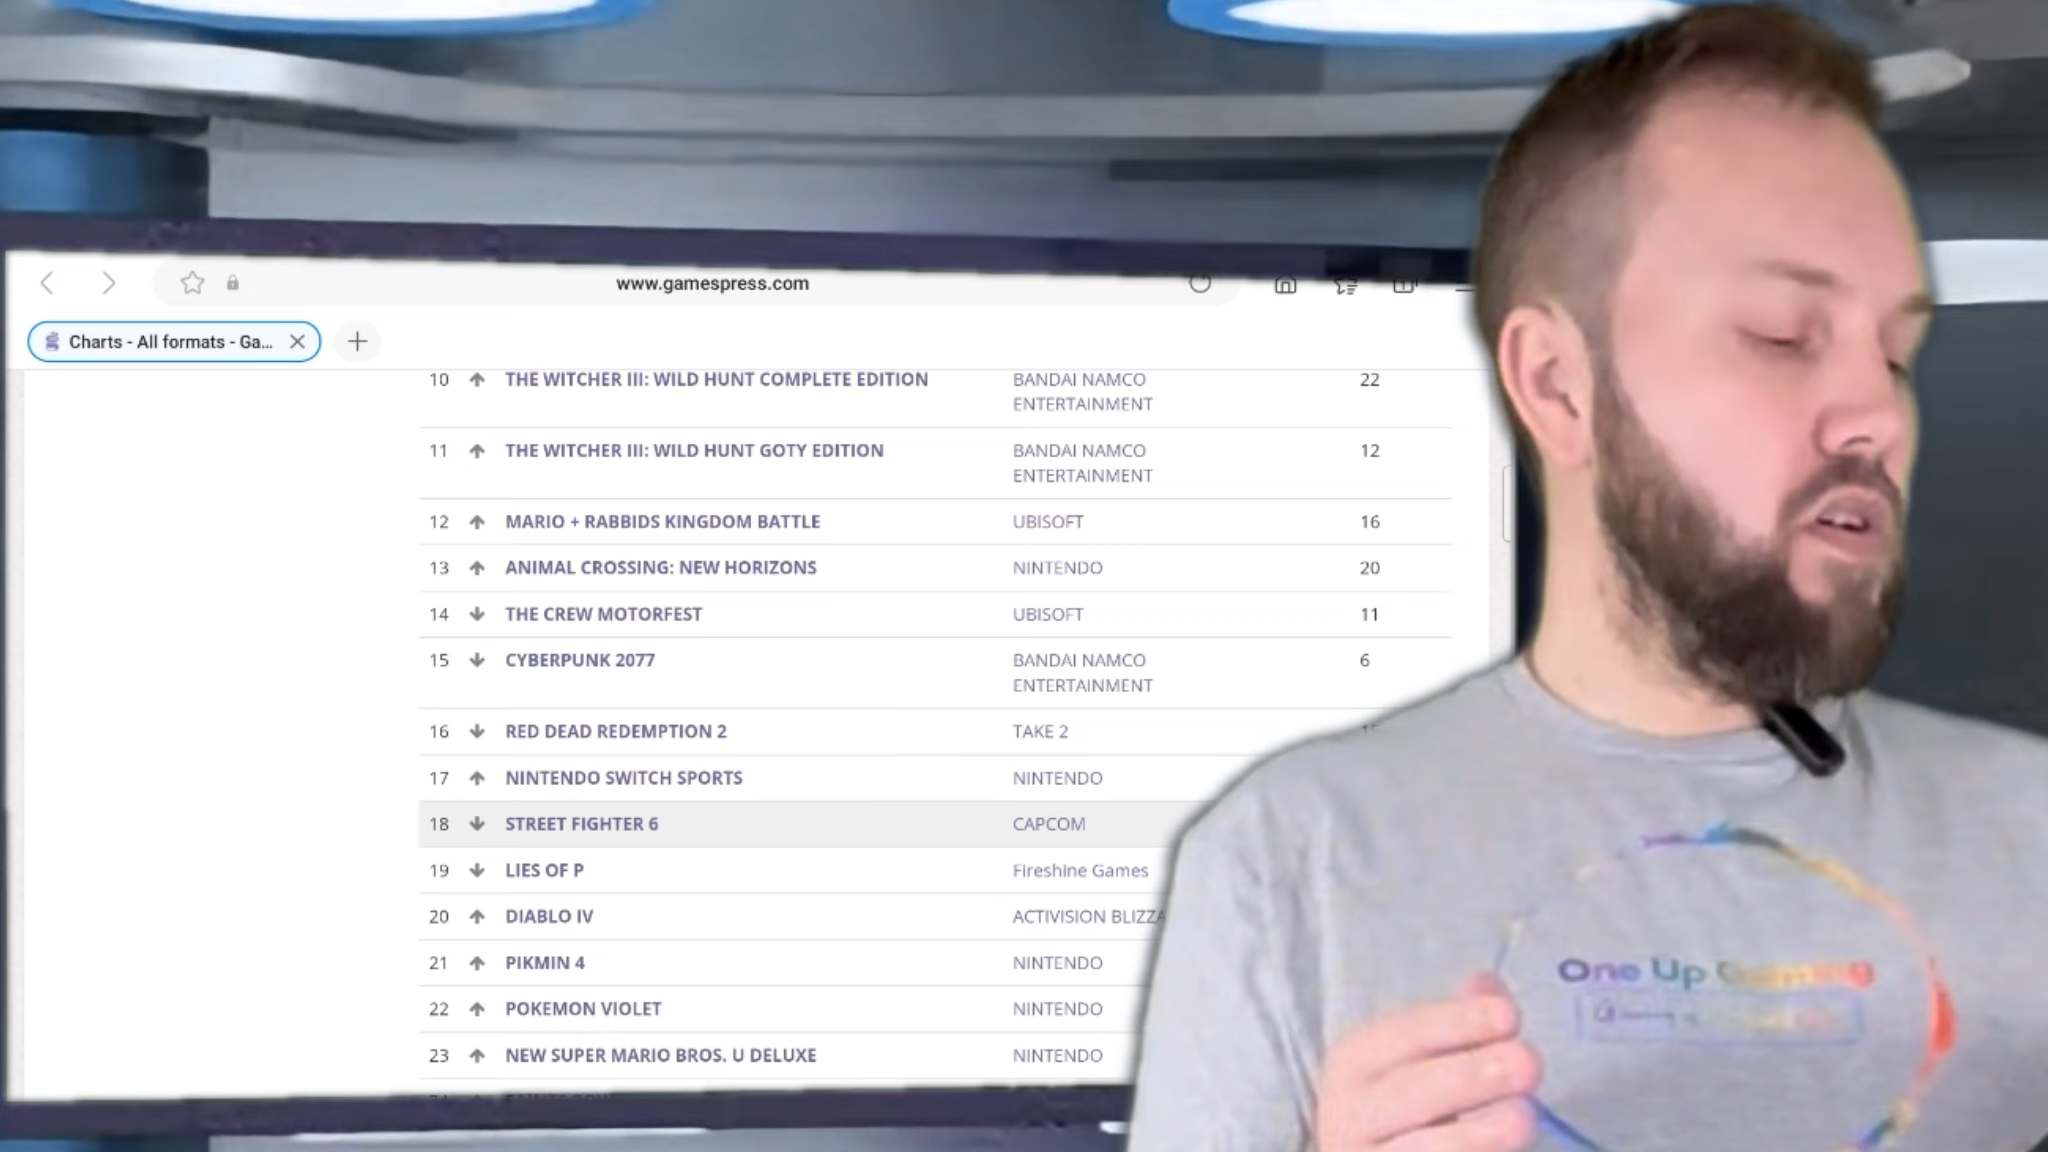 www.gamespress.com
Charts - All formats - Ga...
10 THE WITCHER III: WILD HUNT COMPLETE EDITION BANDAI NAMCO ENTERTAINMENT 22
11 THE WITCHER III: WILD HUNT GOTY EDITION BANDAI NAMCO ENTERTAINMENT 12
12 MARIO + RABBIDS KINGDOM BATTLE UBISOFT 16
13 ANIMAL CROSSING: NEW HORIZONS NINTENDO 20
14 THE CREW MOTORFEST UBISOFT 11
15 CYBERPUNK 2077 BANDAI NAMCO ENTERTAINMENT 6
16 RED DEAD REDEMPTION 2 TAKE 2
17 NINTENDO SWITCH SPORTS NINTENDO
18 STREET FIGHTER 6 CAPCOM
19 LIES OF P Fireshine Games
20 DIABLO IV ACTIVISION BLIZZA
21 PIKMIN 4 NINTENDO
22 POKEMON VIOLET NINTENDO
23 NEW SUPER MARIO BROS. U DELUXE NINTENDO
One Up Gaming